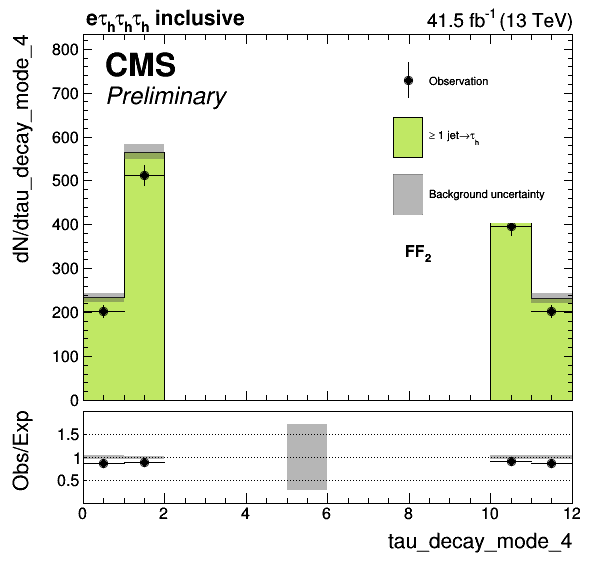 eτhτhτh inclusive
41.5 fb-1 (13 TeV)
CMS
Preliminary
Observation
≥ 1 jet→τh
Background uncertainty
FF2
dN/dtau_decay_mode_4
800
700
600
500
400
300
200
100
0
Obs/Exp
1.5
1
0.5
0 2 4 6 8 10 12
tau_decay_mode_4